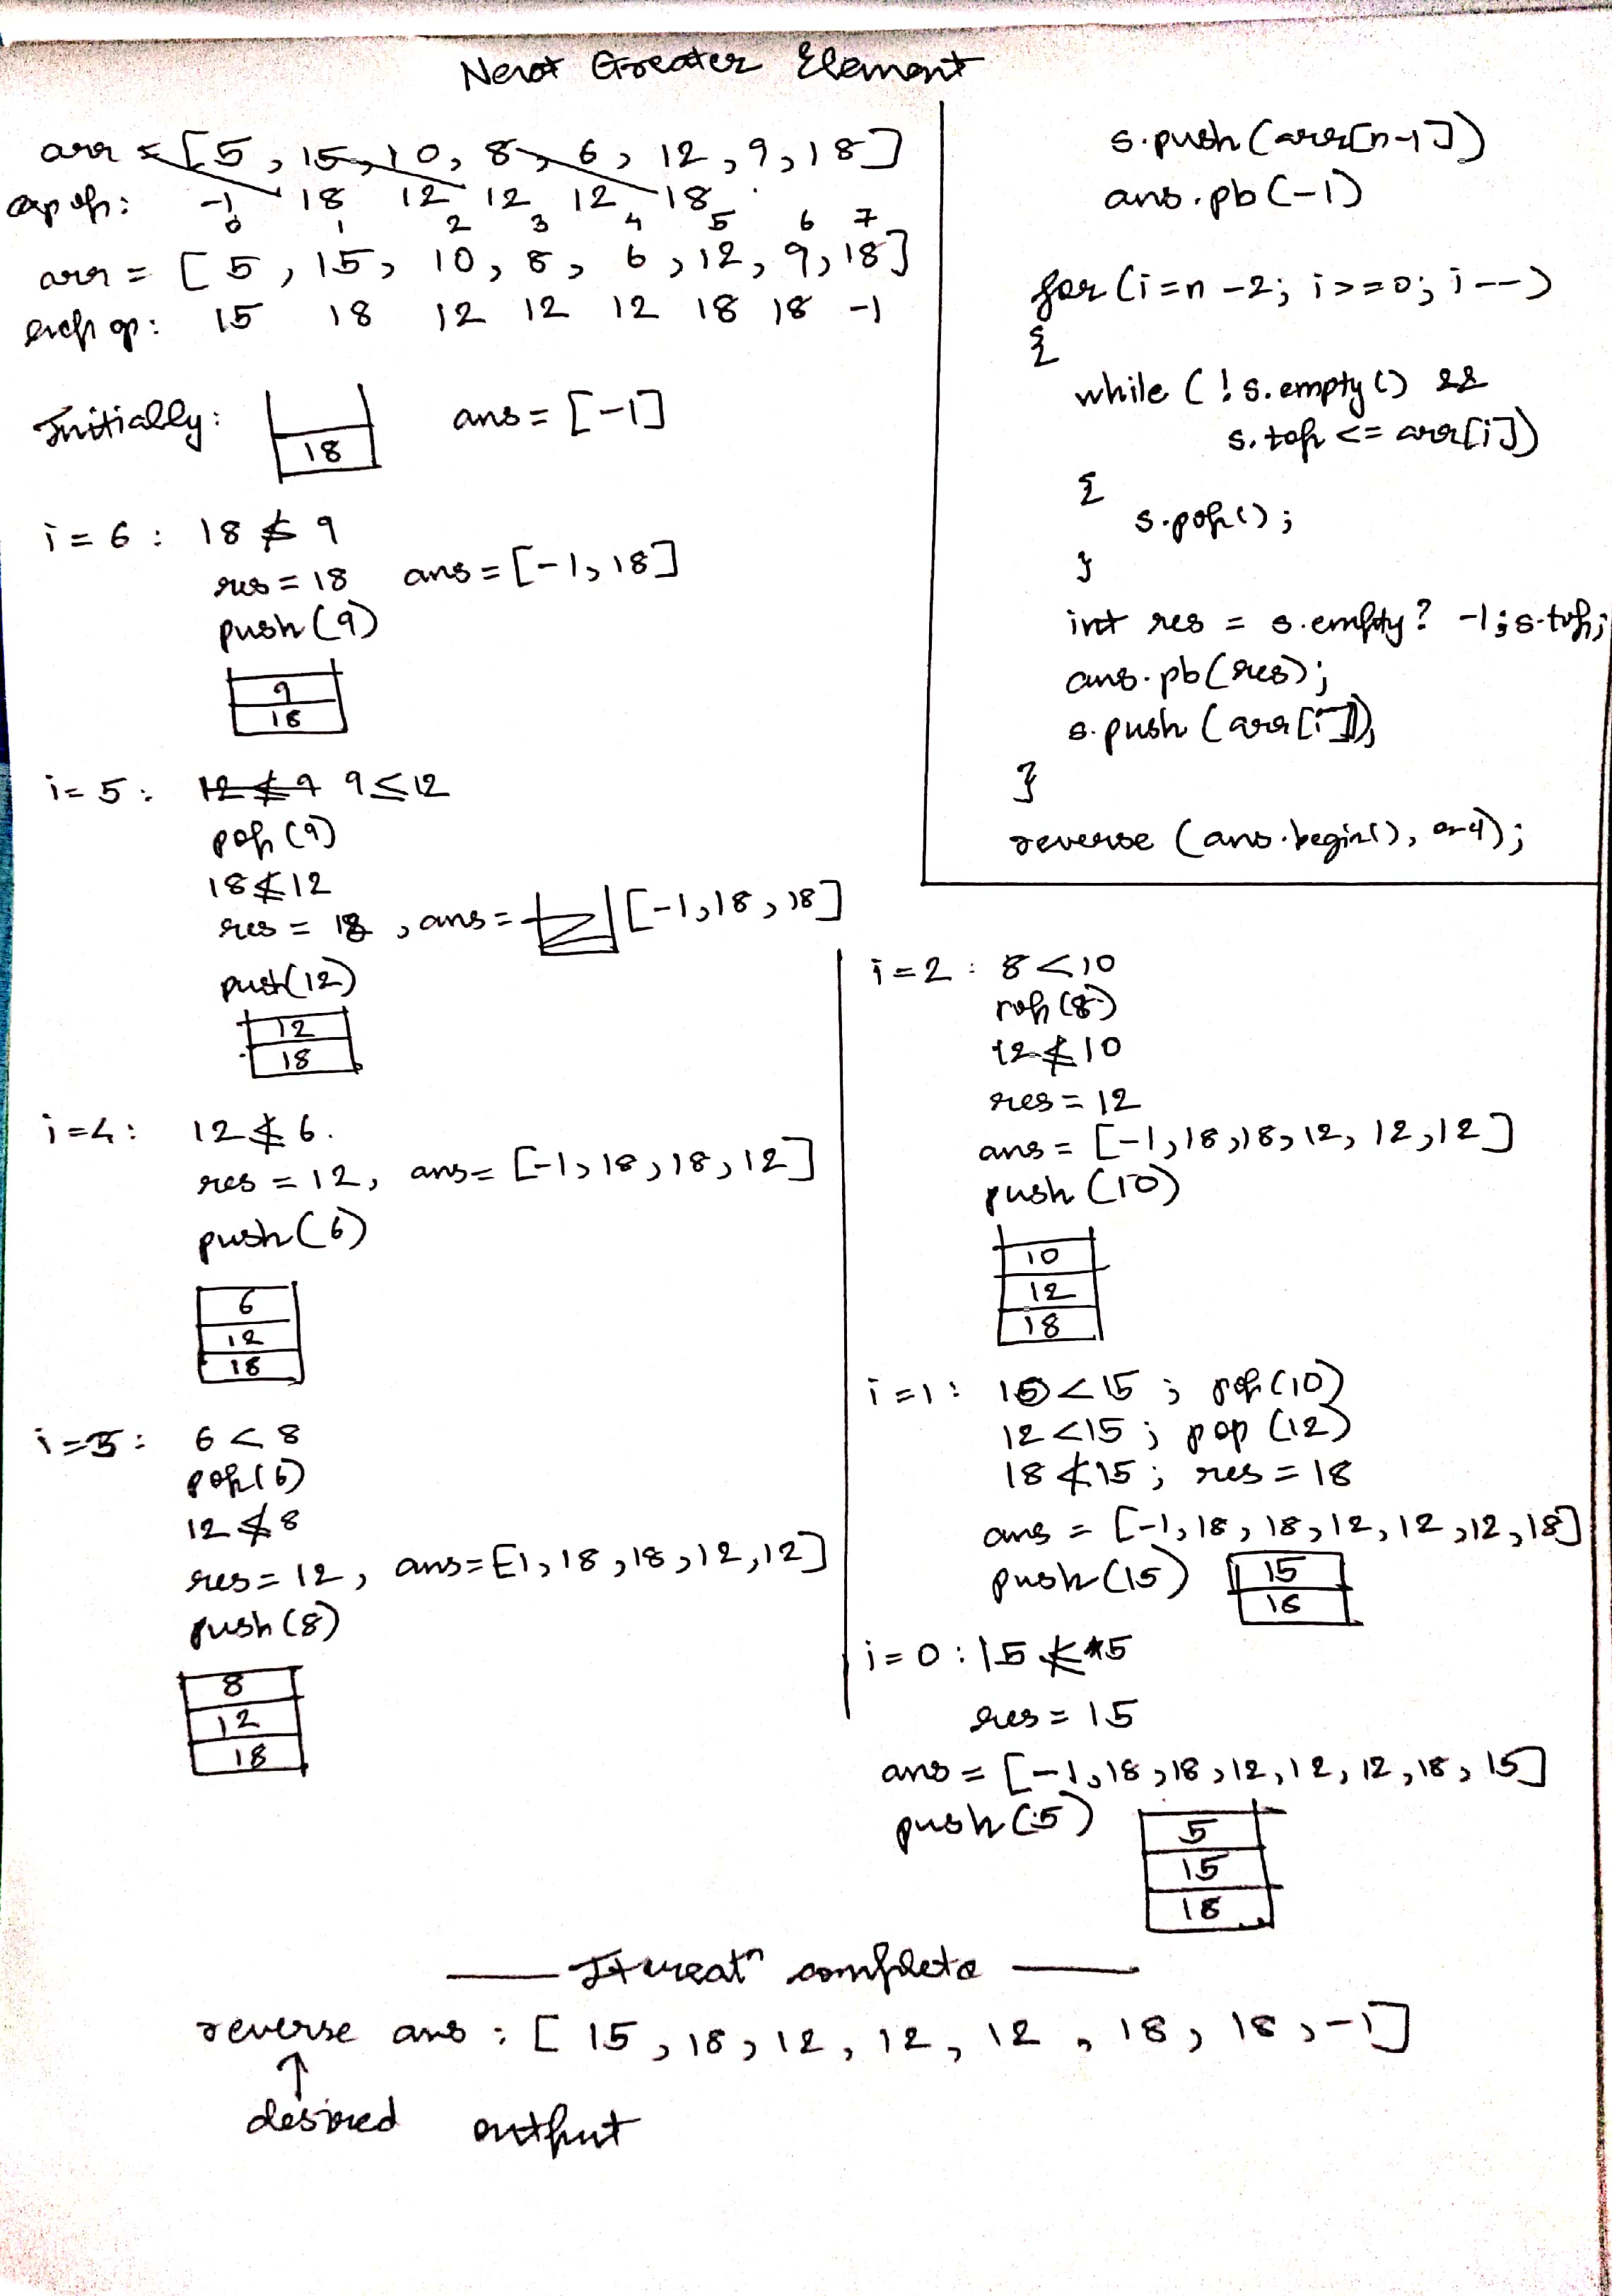 Next Greater Element
arr = [5, 15, 10, 8, 6, 12, 9, 18]
exp op: -1 18 12 12 12 18
0 1 2 3 4 5 6 7
arr = [5, 15, 10, 8, 6, 12, 9, 18]
exp op: 15 18 12 12 12 18 18 -1
Initially: 18 ans = [-1]
i = 6: 18 ≰ 9
res = 18 ans = [-1, 18]
push (9)
9
18
i = 5: 12 ≰ 9 9 ≤ 12
pop (9)
18 ≰ 12
res = 18, ans = [-1, 18, 18]
push(12)
12
18
i = 4: 12 ≰ 6.
res = 12, ans = [-1, 18, 18, 12]
push (6)
6
12
18
i = 3: 6 < 8
pop(6)
12 ≰ 8
res = 12, ans = [-1, 18, 18, 12, 12]
push (8)
8
12
18
s.push (arr[n-1])
ans.pb (-1)
for (i = n - 2; i >= 0; i--)
{
while (!s.empty() &&
s.top <= arr[i])
{
s.pop();
}
int res = s.empty? -1; s.top;
ans.pb (res);
s.push (arr[i]);
}
reverse (ans.begin(), end);
i = 2: 8 < 10
pop (8)
12 ≮ 10
res = 12
ans = [-1, 18, 18, 12, 12, 12]
push (10)
10
12
18
i = 1: 10 < 15; pop (10)
12 < 15; pop (12)
18 ≮ 15; res = 18
ans = [-1, 18, 18, 12, 12, 12, 18]
push (15)
15
18
i = 0: 15 ≮ 5
res = 15
ans = [-1, 18, 18, 12, 12, 12, 18, 15]
push (5)
5
15
18
— Iteratⁿ complete —
reverse ans: [15, 18, 12, 12, 12, 18, 18, -1]
↑
desired output